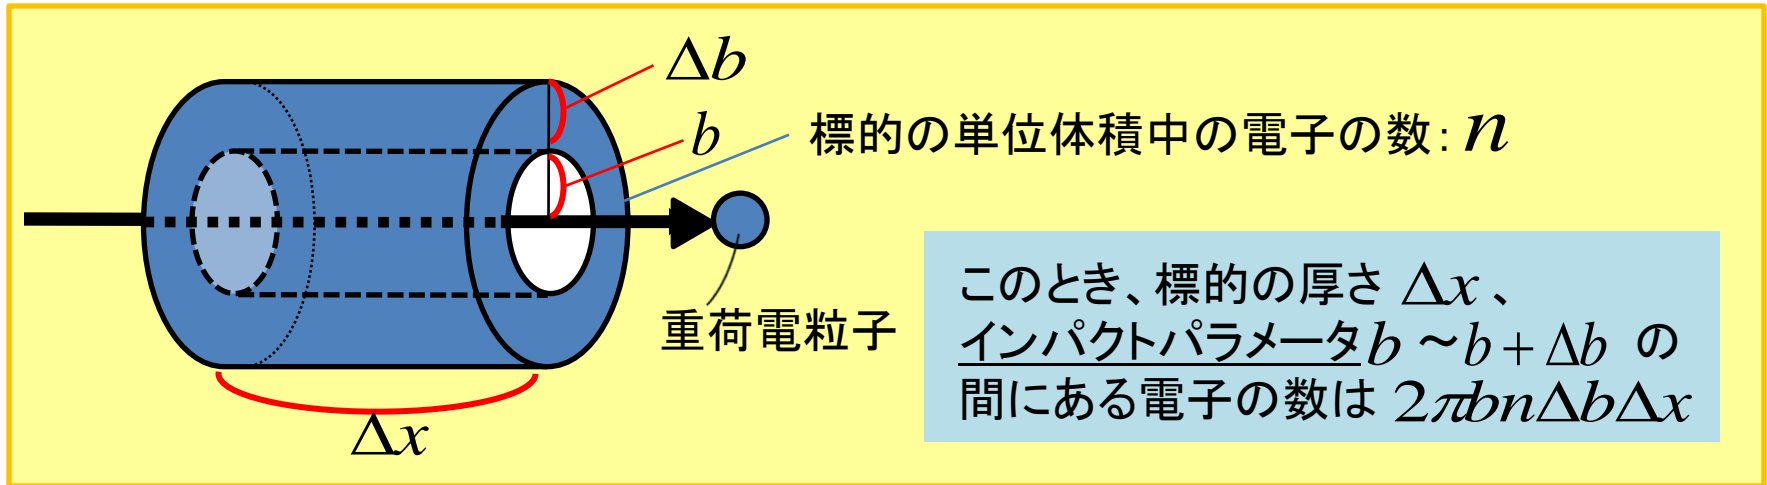 Δb
b
標的の単位体積中の電子の数: n
重荷電粒子
Δx
このとき、標的の厚さ Δx 、
インパクトパラメータb ~b + Δb の
間にある電子の数は 2πbnΔbΔx